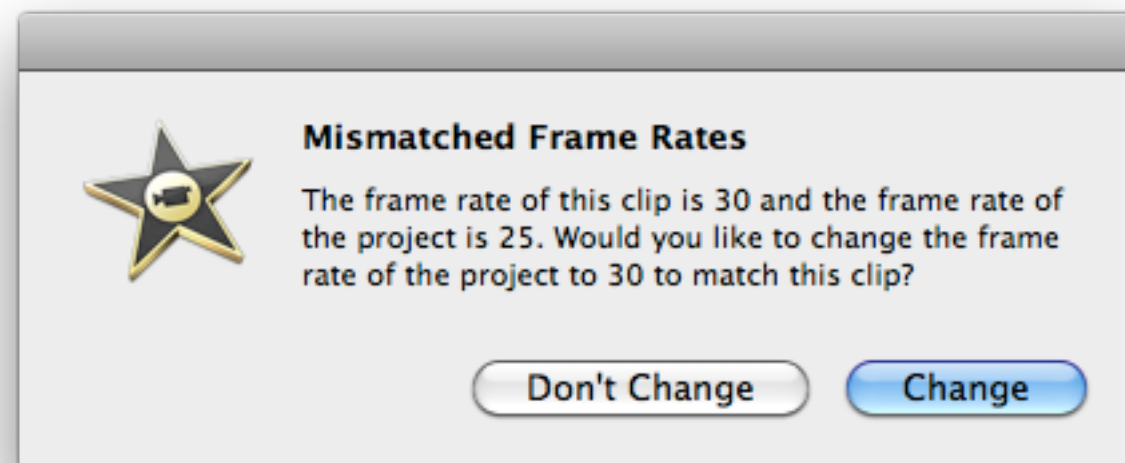 Mismatched Frame Rates
The frame rate of this clip is 30 and the frame rate of
the project is 25. Would you like to change the frame
rate of the project to 30 to match this clip?
Don't Change
Change